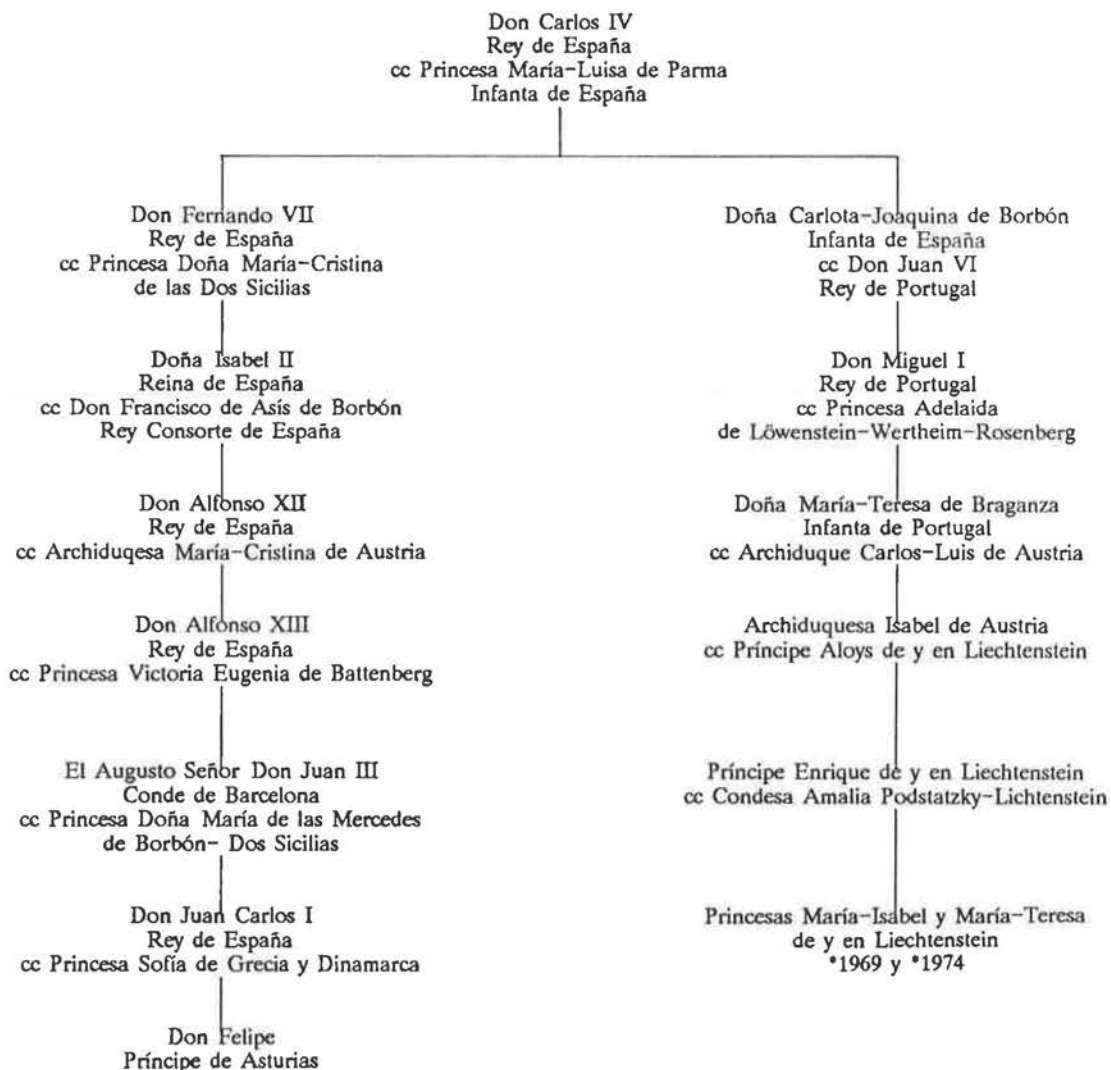 Don Carlos IV
Rey de España
cc Princesa María-Luisa de Parma
Infanta de España
Don Fernando VII
Rey de España
cc Princesa Doña María-Cristina
de las Dos Sicilias
Doña Isabel II
Reina de España
cc Don Francisco de Asís de Borbón
Rey Consorte de España
Don Alfonso XII
Rey de España
cc Archiduqesa María-Cristina de Austria
Don Alfonso XIII
Rey de España
cc Princesa Victoria Eugenia de Battenberg
El Augusto Señor Don Juan III
Conde de Barcelona
cc Princesa Doña María de las Mercedes
de Borbón- Dos Sicilias
Don Juan Carlos I
Rey de España
cc Princesa Sofía de Grecia y Dinamarca
Don Felipe
Príncipe de Asturias
Doña Carlota-Joaquina de Borbón
Infanta de España
cc Don Juan VI
Rey de Portugal
Don Miguel I
Rey de Portugal
cc Princesa Adelaida
de Löwenstein-Wertheim-Rosenberg
Doña María-Teresa de Braganza
Infanta de Portugal
cc Archiduque Carlos-Luis de Austria
Archiduquesa Isabel de Austria
cc Príncipe Aloys de y en Liechtenstein
Príncipe Enrique de y en Liechtenstein
cc Condesa Amalia Podstatzky-Lichtenstein
Princesas María-Isabel y María-Teresa
de y en Liechtenstein
*1969 y *1974